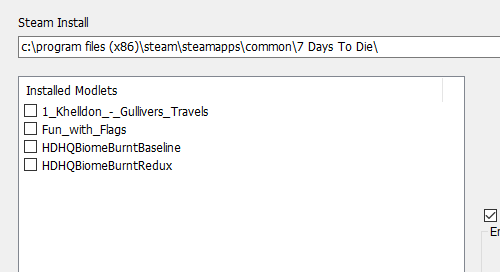 Steam Install
c:\program files (x86)\steam\steamapps\common\7 Days To Die\
Installed Modlets
1_Khelldon_-_Gullivers_Travels
Fun_with_Flags
HDHQBiomeBurntBaseline
HDHQBiomeBurntRedux